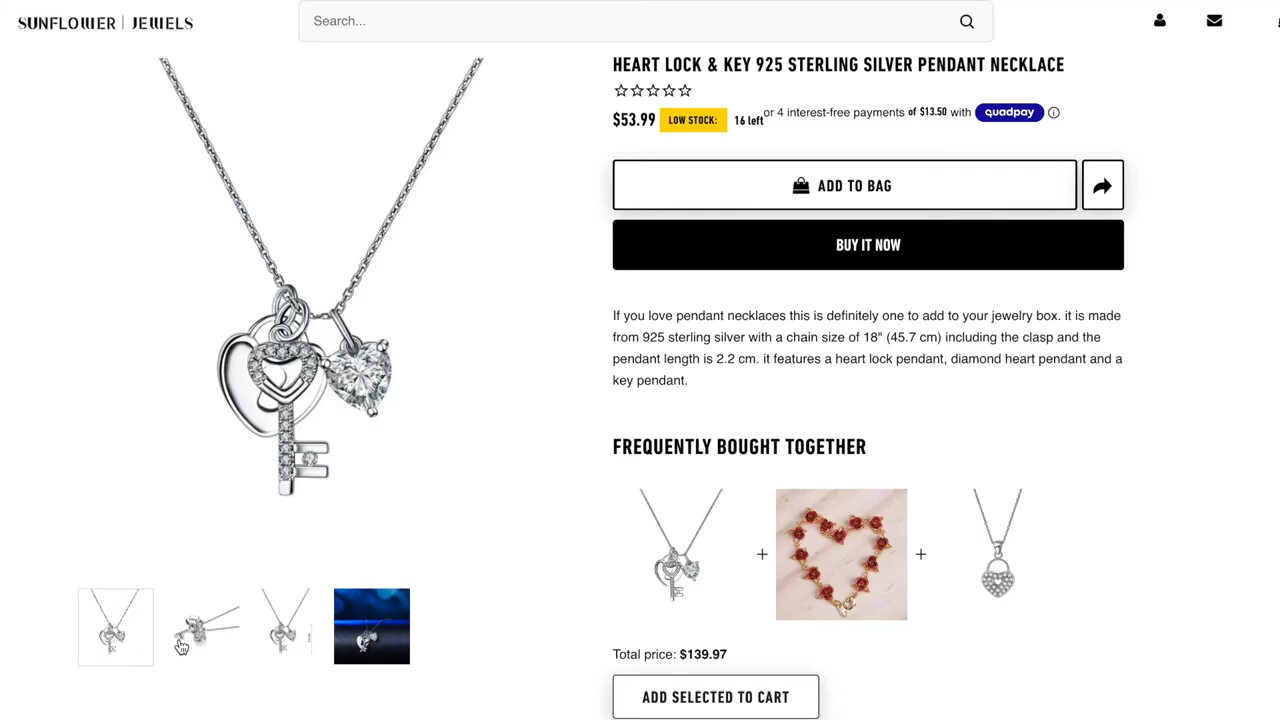 SUNFLOWER | JEWELS
Search...
HEART LOCK & KEY 925 STERLING SILVER PENDANT NECKLACE
$53.99 LOW STOCK: 16 left or 4 interest-free payments of $13.50 with quadpay
ADD TO BAG
BUY IT NOW
If you love pendant necklaces this is definitely one to add to your jewelry box. it is made
from 925 sterling silver with a chain size of 18" (45.7 cm) including the clasp and the
pendant length is 2.2 cm. it features a heart lock pendant, diamond heart pendant and a
key pendant.
FREQUENTLY BOUGHT TOGETHER
+ +
Total price: $139.97
ADD SELECTED TO CART